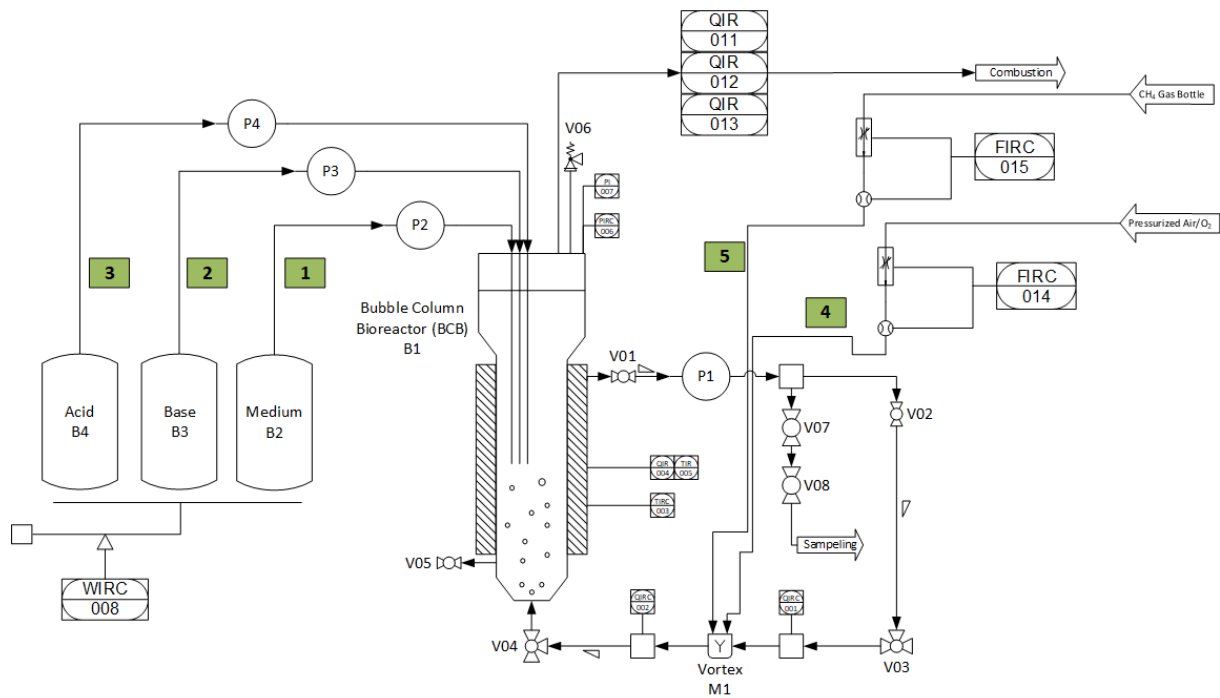 QIR
011
QIR
012
QIR
013
Combustion
CH₄ Gas Bottle
P4
V06
FIRC
015
P3
PI
007
PIRC
006
P2
Pressurized Air/O₂
3
2
1
5
FIRC
014
4
Bubble Column
Bioreactor (BCB)
B1
V01
P1
Acid
B4
Base
B3
Medium
B2
V02
V07
QIR
004
TIR
005
V08
TIRC
003
Sampeling
V05
WIRC
008
QIRC
002
QIRC
001
V04
Y
V03
Vortex
M1